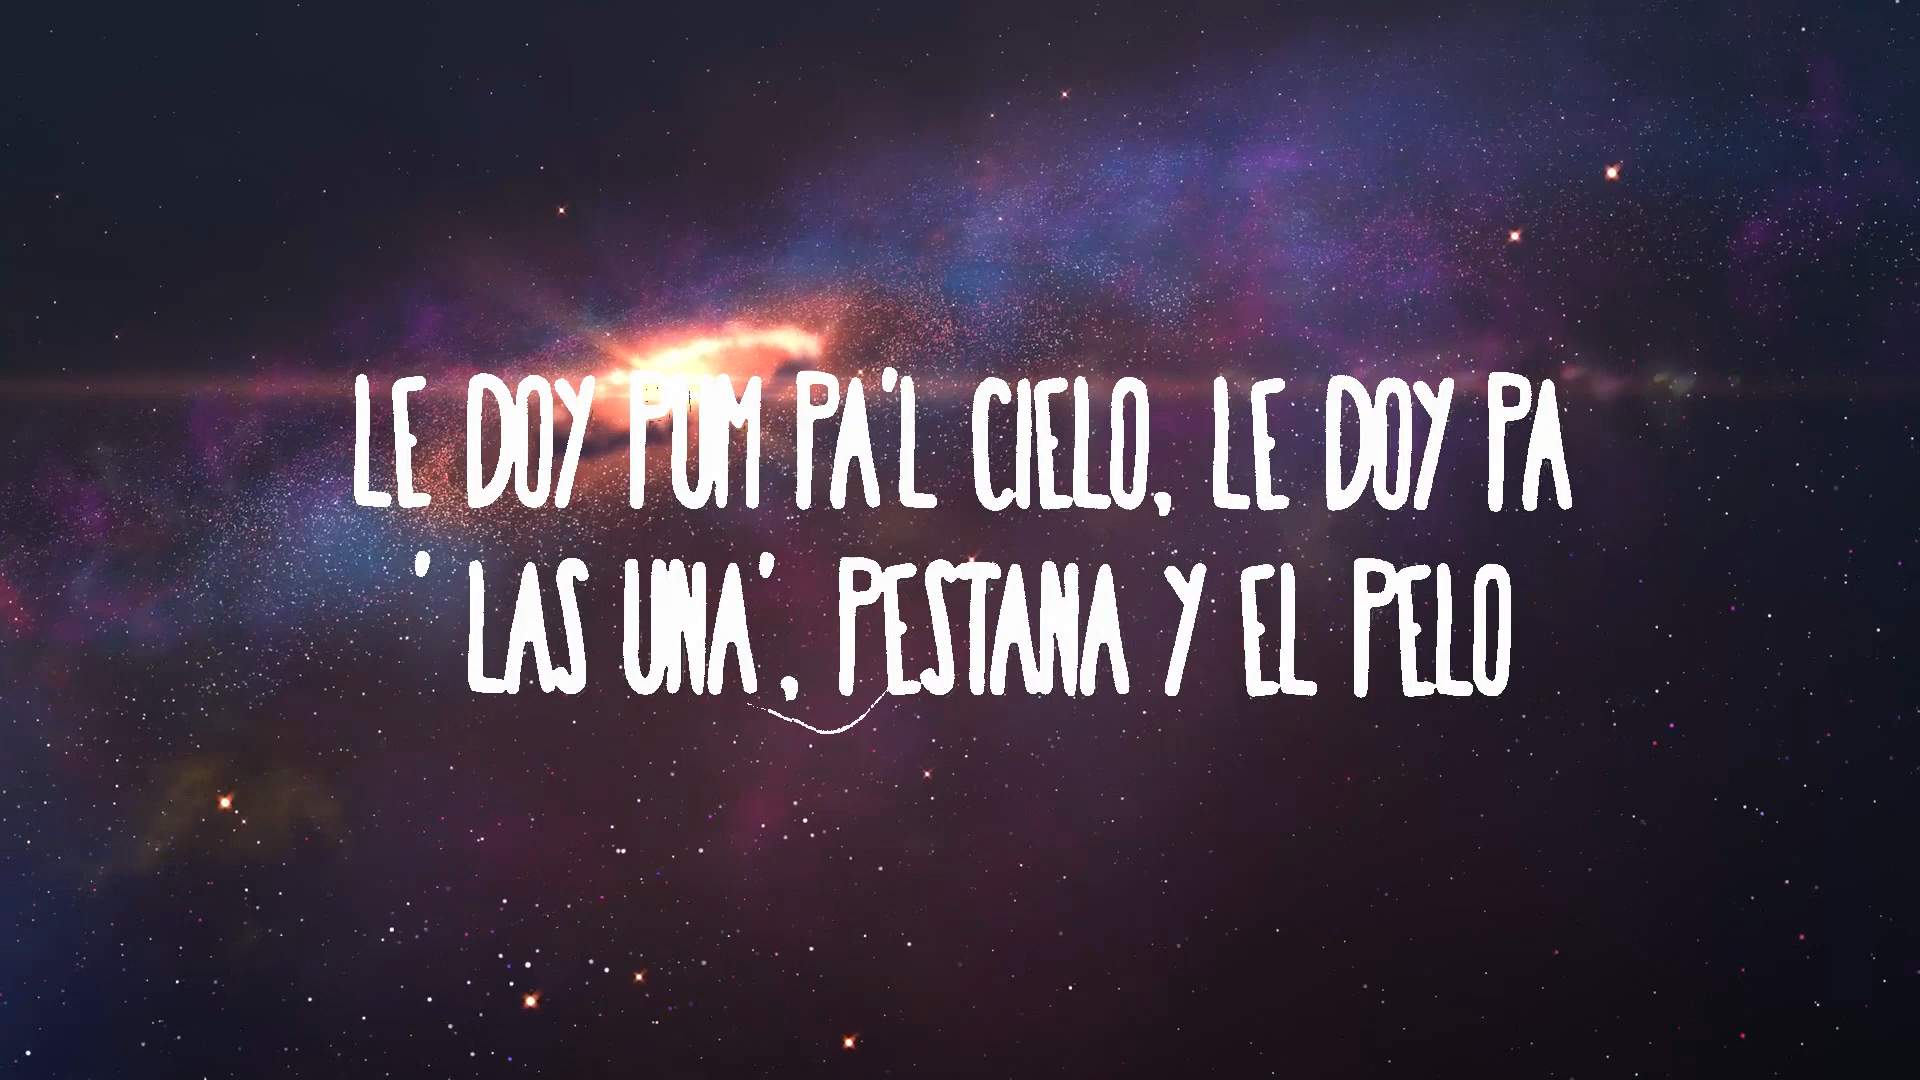 LE DOY PUM PA'L CIELO, LE DOY PA
' LAS UNA', PESTANA Y EL PELO